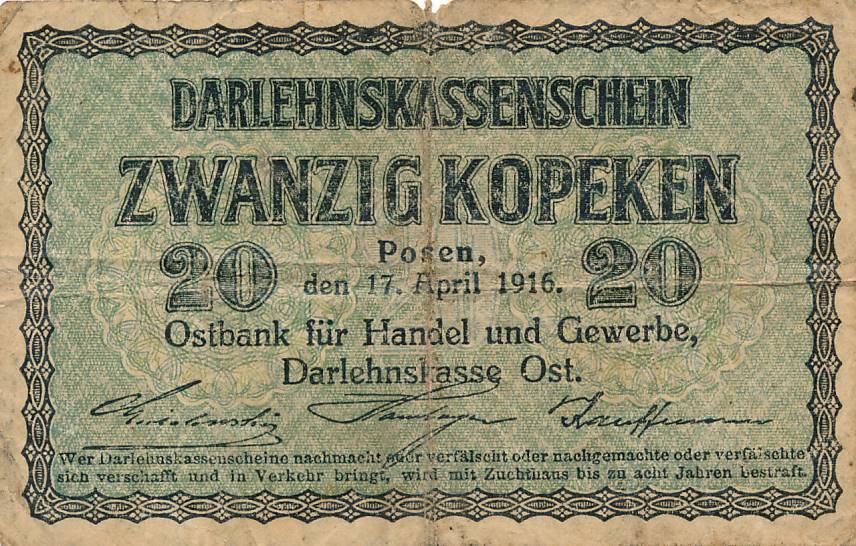 DARLEHNSKASSENSCHEIN
ZWANZIG KOPEKEN
20 Posen, 20
den 17. April 1916.
Ostbank für Handel und Gewerbe,
Darlehnskasse Ost.
Kauffmann
Wer Darlehnskassenscheine nachmacht oder verfälscht oder nachgemachte oder verfälschte
sich verschafft und in Verkehr bringt, wird mit Zuchthaus bis zu acht Jahren bestraft.